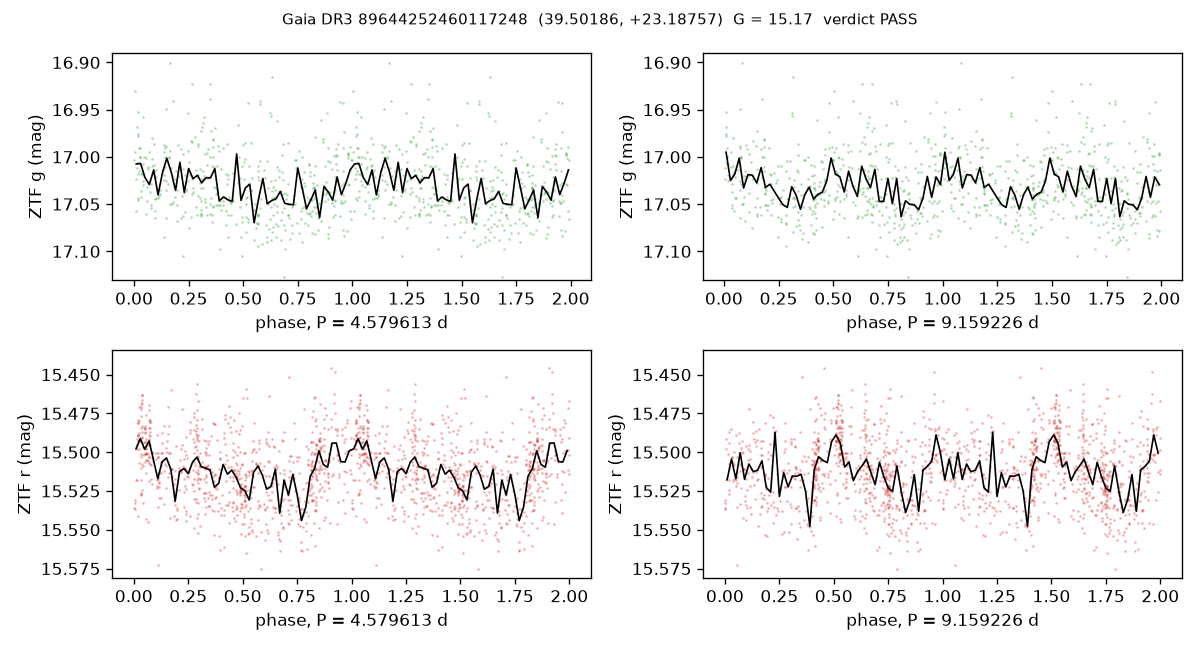 Gaia DR3 89644252460117248 (39.50186, +23.18757) G = 15.17 verdict PASS
ZTF g (mag)
16.90
16.95
17.00
17.05
17.10
0.00 0.25 0.50 0.75 1.00 1.25 1.50 1.75 2.00
phase, P = 4.579613 d
ZTF g (mag)
16.90
16.95
17.00
17.05
17.10
0.00 0.25 0.50 0.75 1.00 1.25 1.50 1.75 2.00
phase, P = 9.159226 d
ZTF r (mag)
15.450
15.475
15.500
15.525
15.550
15.575
0.00 0.25 0.50 0.75 1.00 1.25 1.50 1.75 2.00
phase, P = 4.579613 d
ZTF r (mag)
15.450
15.475
15.500
15.525
15.550
15.575
0.00 0.25 0.50 0.75 1.00 1.25 1.50 1.75 2.00
phase, P = 9.159226 d